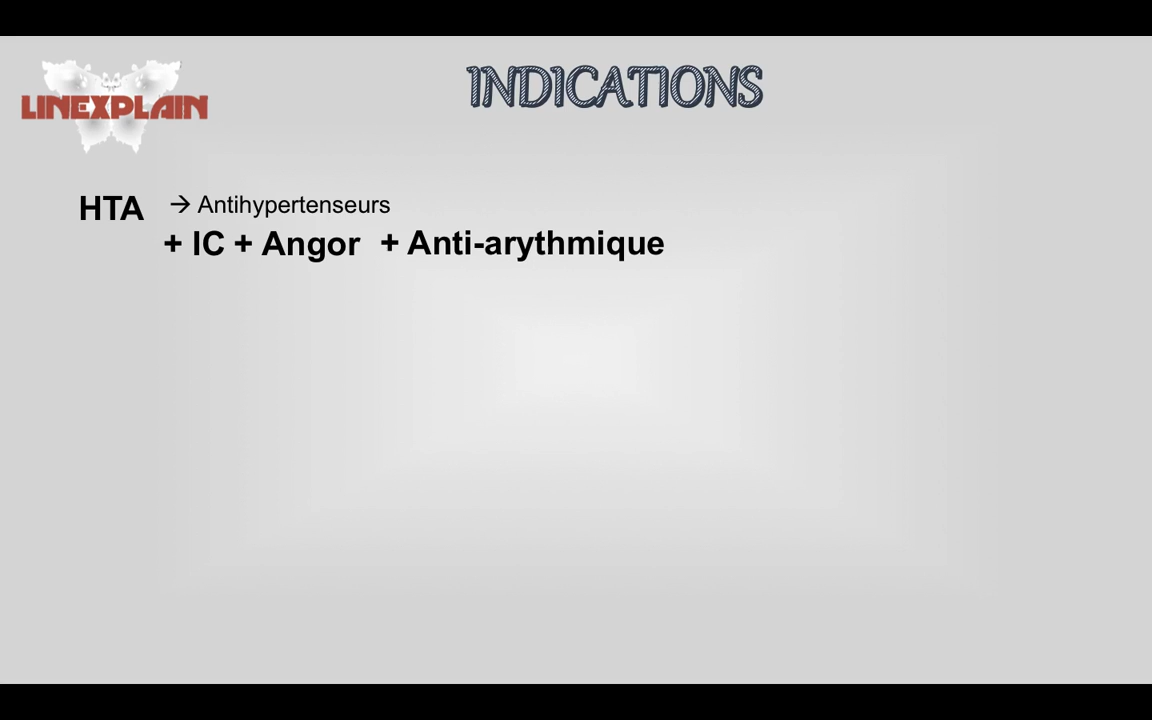 INDICATIONS
LINEXPLAIN
HTA → Antihypertenseurs
+ IC + Angor + Anti-arythmique